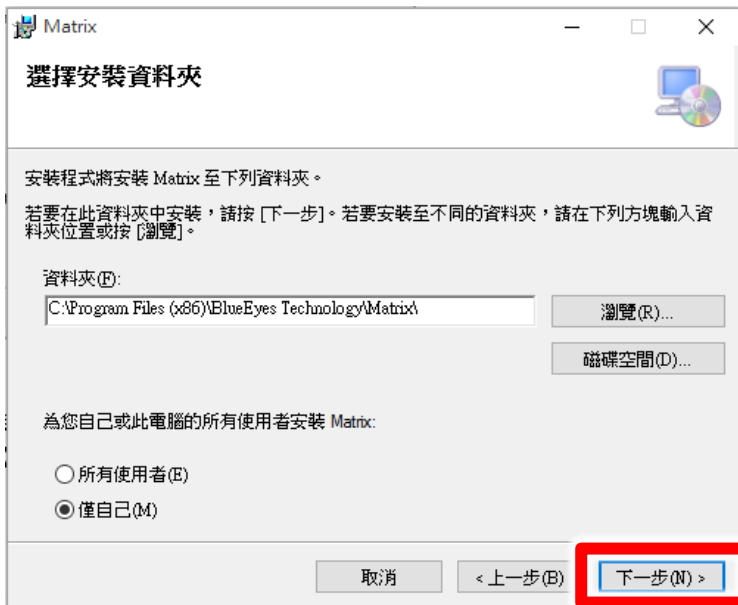 Matrix
選擇安裝資料夾
安裝程式將安裝 Matrix 至下列資料夾。
若要在此資料夾中安裝，請按 [下一步]。若要安裝至不同的資料夾，請在下列方塊輸入資
料夾位置或按 [瀏覽]。
資料夾(F):
C:\Program Files (x86)\BlueEyes Technology\Matrix\
瀏覽(R)...
磁碟空間(D)...
為您自己或此電腦的所有使用者安裝 Matrix:
所有使用者(E)
僅自己(M)
取消
<上一步(B)
下一步(N) >